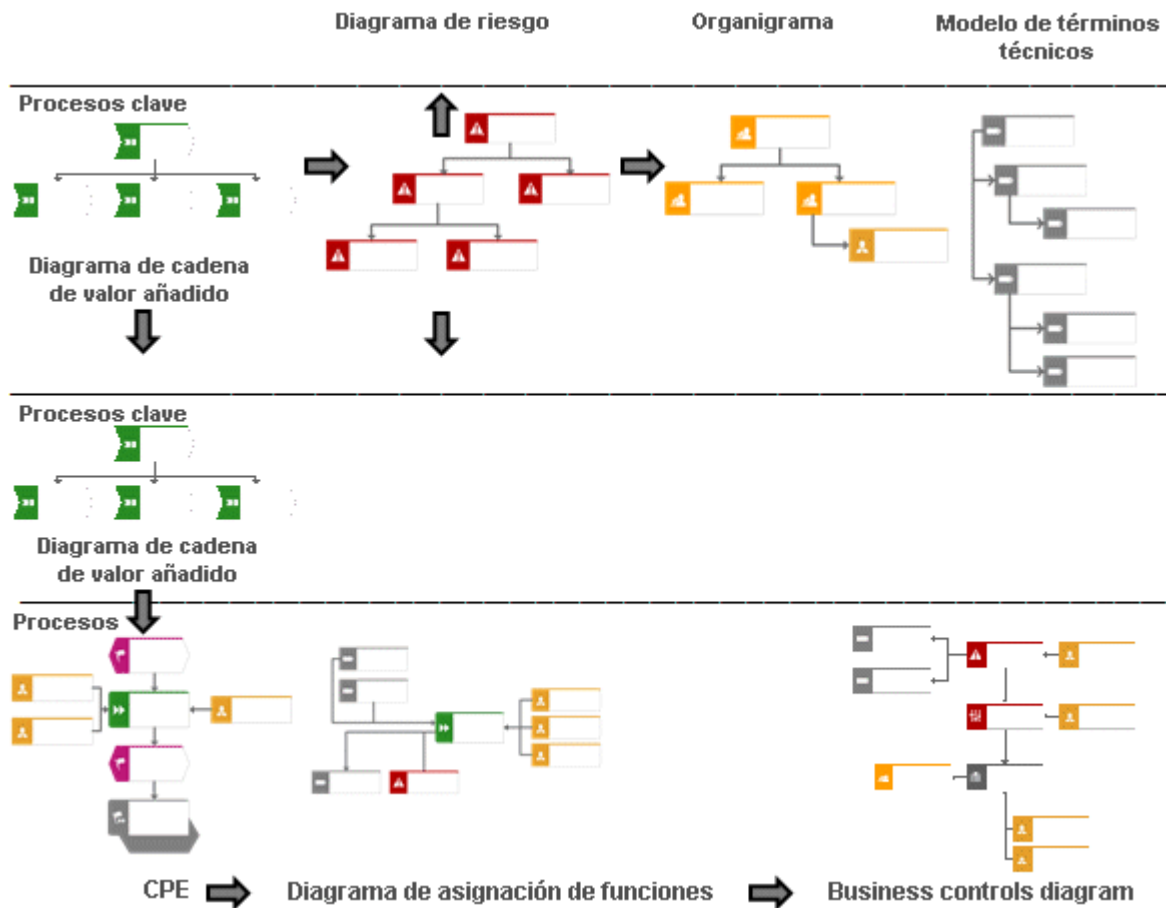 Diagrama de riesgo
Organigrama
Modelo de términos
técnicos
Procesos clave
Diagrama de cadena
de valor añadido
Procesos clave
Diagrama de cadena
de valor añadido
Procesos
CPE
Diagrama de asignación de funciones
Business controls diagram